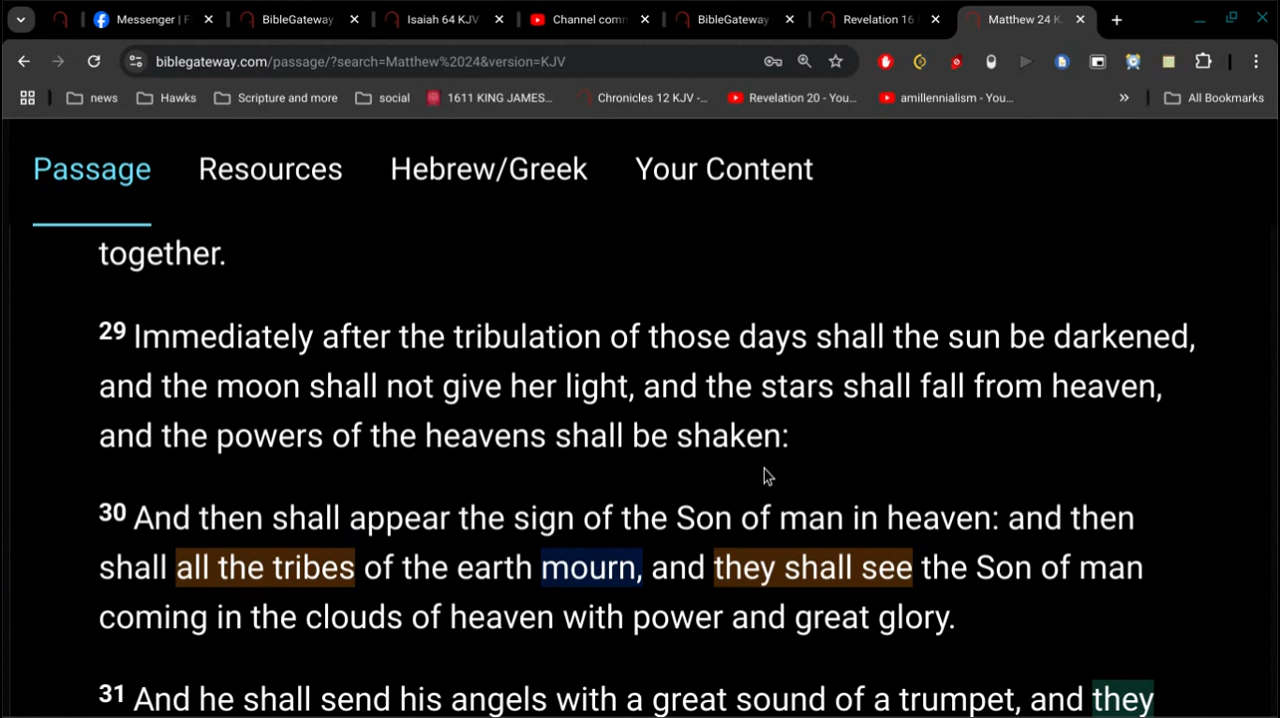 Messenger | F
BibleGateway
Isaiah 64 KJV
Channel com
BibleGateway
Revelation 16
Matthew 24 K
biblegateway.com/passage/?search=Matthew%2024&version=KJV
news
Hawks
Scripture and more
social
1611 KING JAMES...
Chronicles 12 KJV -...
Revelation 20 - You...
amillennialism - You...
»
All Bookmarks
Passage
Resources
Hebrew/Greek
Your Content
together.
29 Immediately after the tribulation of those days shall the sun be darkened,
and the moon shall not give her light, and the stars shall fall from heaven,
and the powers of the heavens shall be shaken:
30 And then shall appear the sign of the Son of man in heaven: and then
shall all the tribes of the earth mourn, and they shall see the Son of man
coming in the clouds of heaven with power and great glory.
31 And he shall send his angels with a great sound of a trumpet, and they